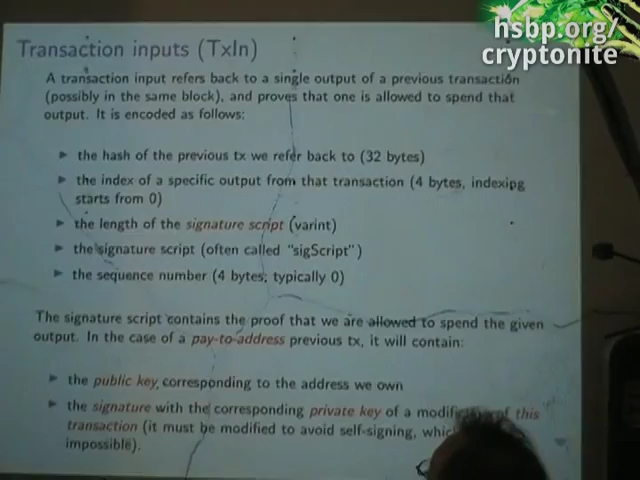 hsbp.org/
cryptonite
Transaction inputs (TxIn)
A transaction input refers back to a single output of a previous transaction
(possibly in the same block), and proves that one is allowed to spend that
output. It is encoded as follows:
the hash of the previous tx we refer back to (32 bytes)
the index of a specific output from that transaction (4 bytes, indexing
starts from 0)
the length of the signature script (varint)
the signature script (often called "sigScript")
the sequence number (4 bytes; typically 0)
The signature script contains the proof that we are allowed to spend the given
output. In the case of a pay-to-address previous tx, it will contain:
the public key, corresponding to the address we own
the signature with the corresponding private key of a modification of this
transaction (it must be modified to avoid self-signing,
impossible).